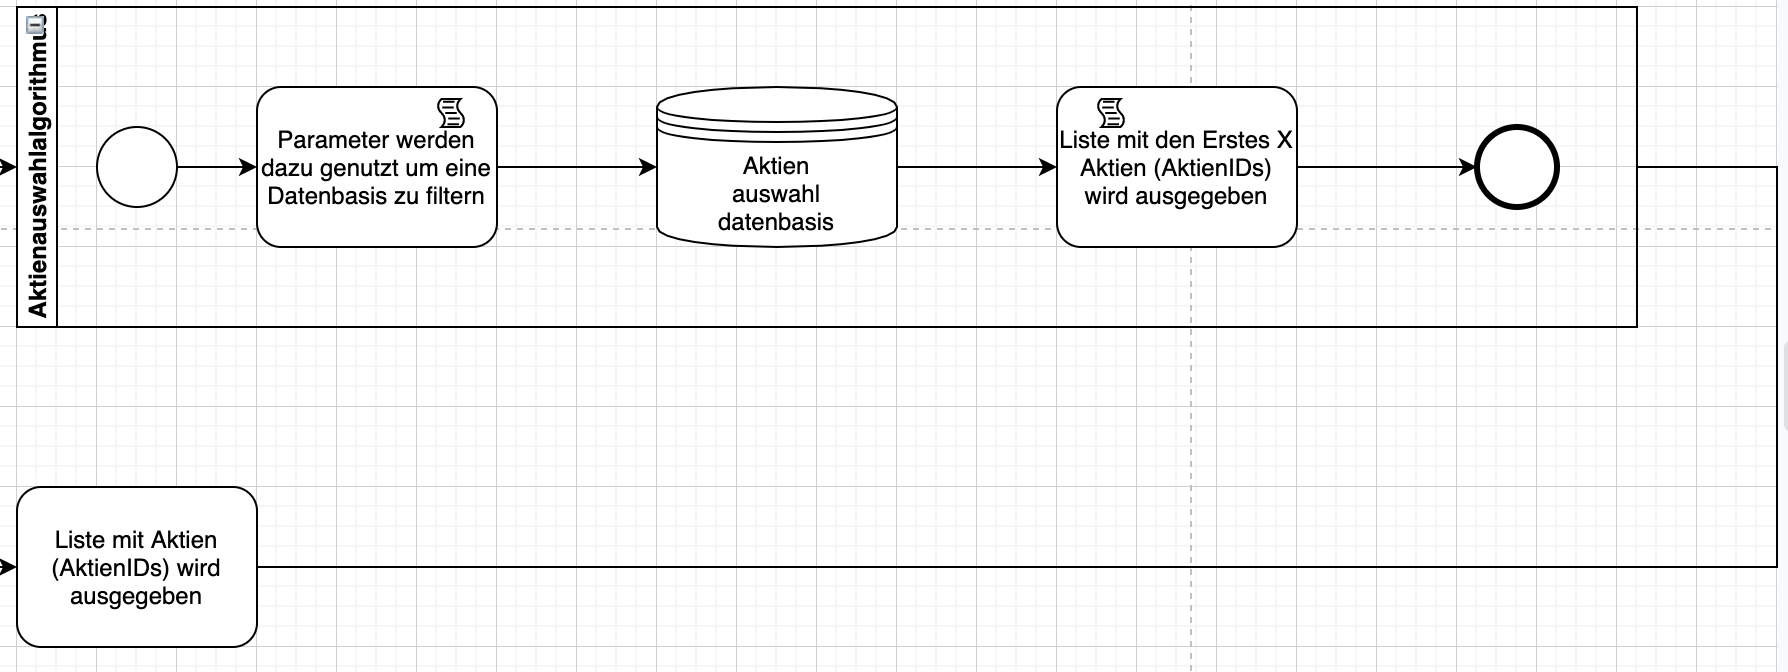 Aktienauswahlalgorithmus
Parameter werden
dazu genutzt um eine
Datenbasis zu filtern
Aktien
auswahl
datenbasis
Liste mit den Erstes X
Aktien (AktienIDs)
wird ausgegeben
Liste mit Aktien
(AktienIDs) wird
ausgegeben